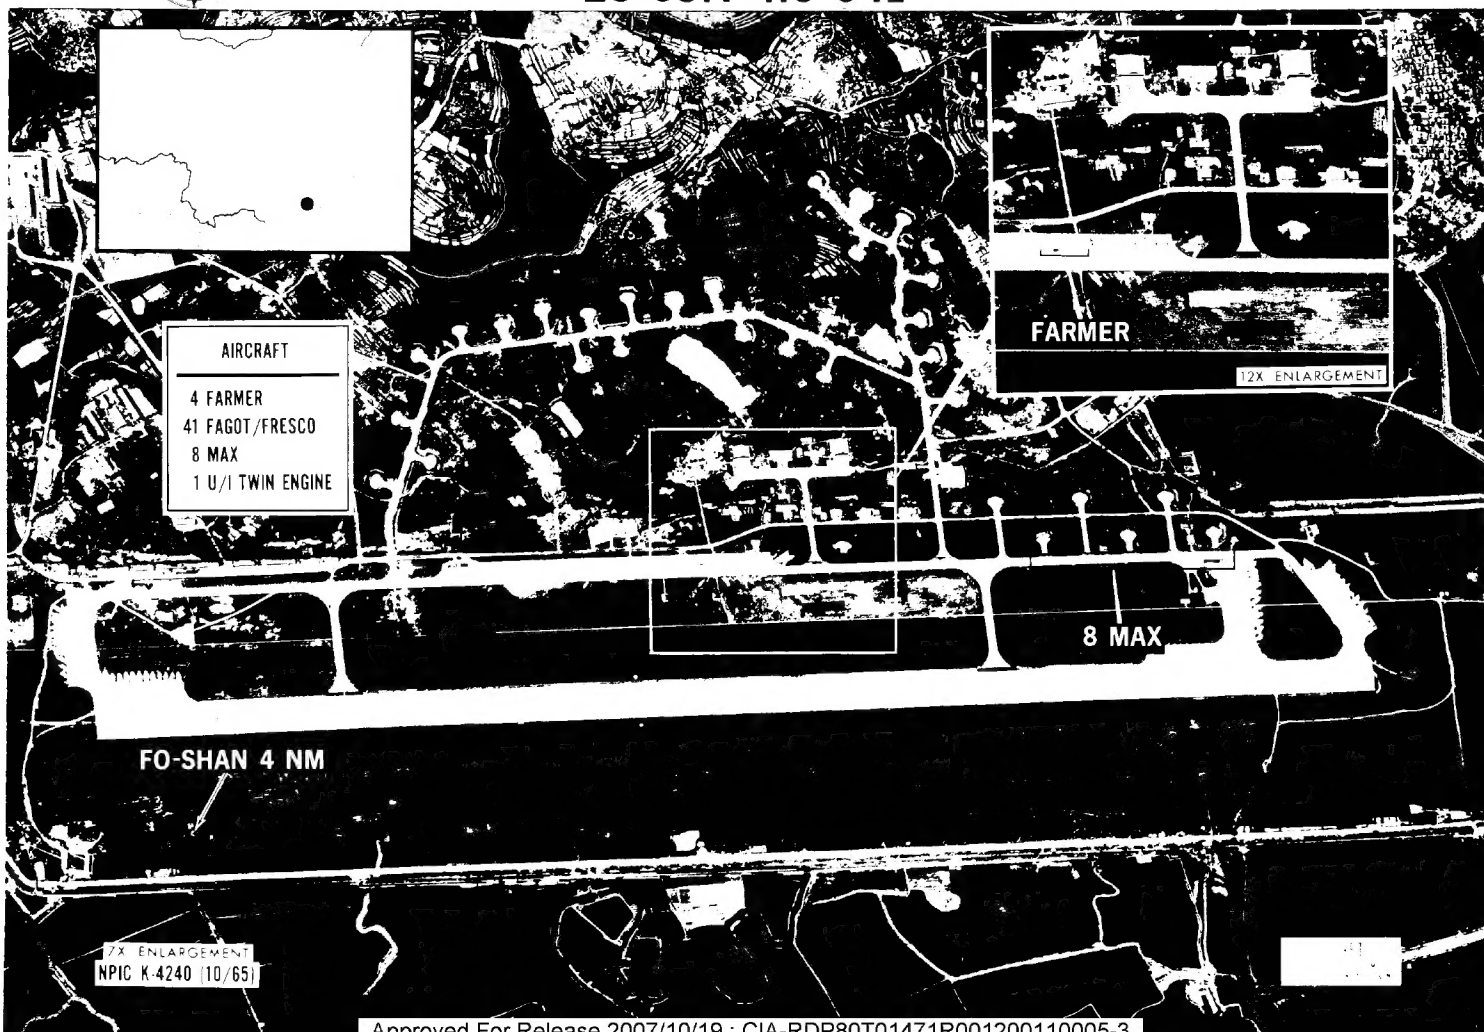 AIRCRAFT
4 FARMER
41 FAGOT/FRESCO
8 MAX
1 U/I TWIN ENGINE
FARMER
12X ENLARGEMENT
8 MAX
FO-SHAN 4 NM
7X ENLARGEMENT
NPIC K-4240 (10/65)
Approved For Release 2007/10/19 : CIA-RDP80T01471R001200110005-3